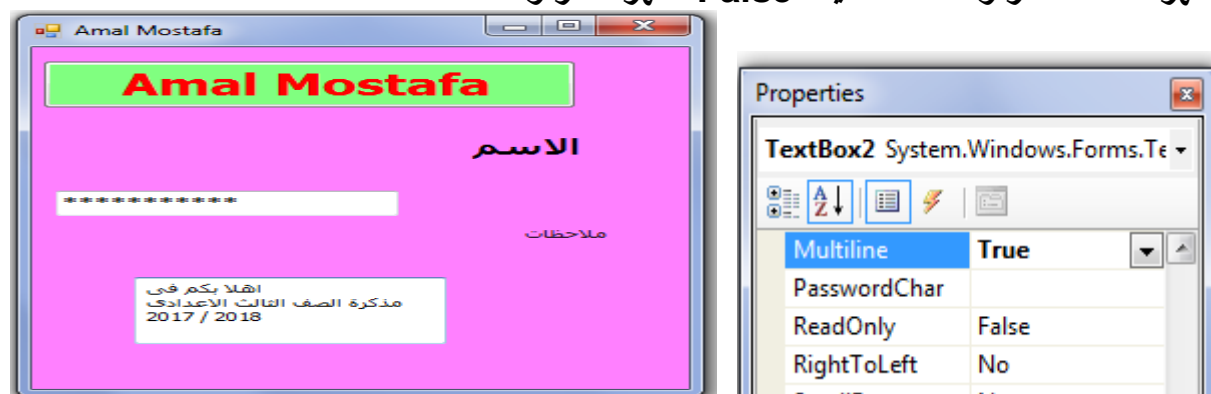 False
Amal Mostafa
Amal Mostafa
الاسم
***********
ملاحظات
اهلا بكم فى
مذكرة الصف الثالث الاعدادى
2017 / 2018
Properties
TextBox2 System.Windows.Forms.Te
Multiline True
PasswordChar
ReadOnly False
RightToLeft No